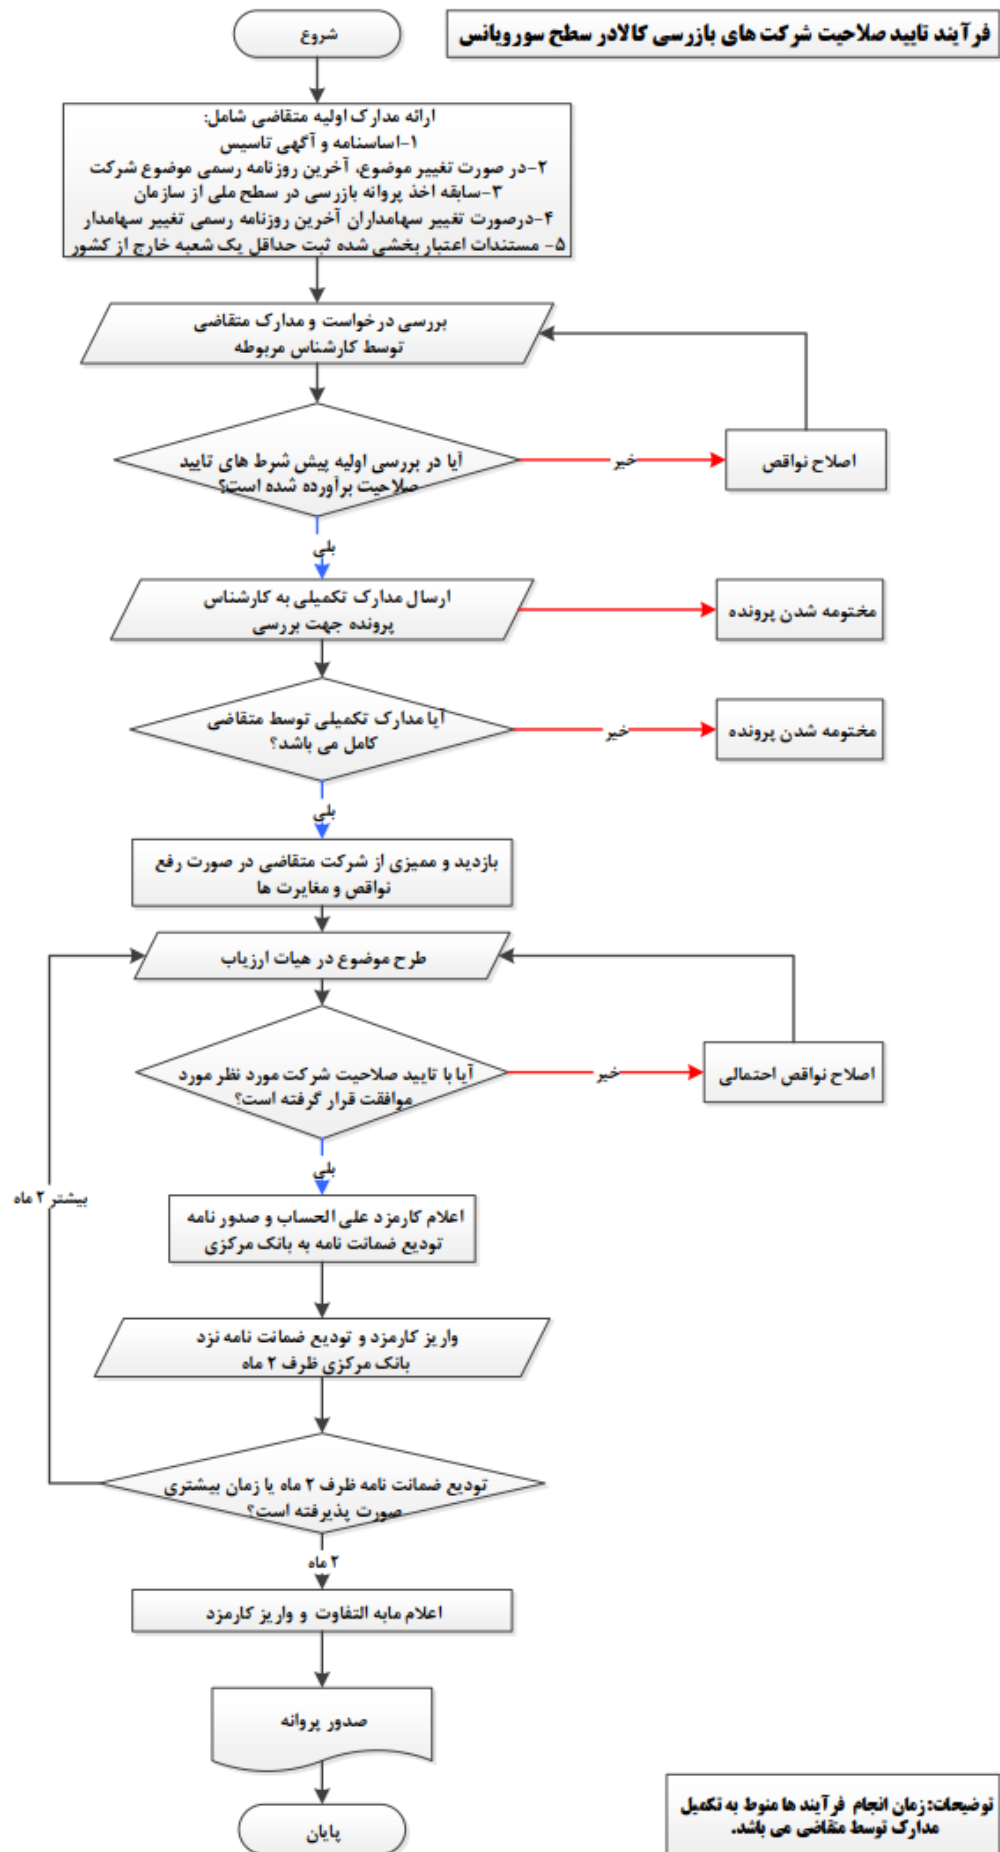 فرآیند تایید صلاحیت شرکت های بازرسی کالادر سطح سورویانس
شروع
ارائه مدارک اولیه متقاضی شامل:
۱-اساسنامه و آگهی تاسیس
۲-در صورت تغییر موضوع، آخرین روزنامه رسمی موضوع شرکت
۳-سابقه اخذ پروانه بازرسی در سطح ملی از سازمان
۴-درصورت تغییر سهامداران آخرین روزنامه رسمی تغییر سهامدار
۵- مستندات اعتبار بخشی شده ثبت حداقل یک شعبه خارج از کشور
بررسی درخواست و مدارک متقاضی
توسط کارشناس مربوطه
آیا در بررسی اولیه پیش شرط های تایید
صلاحیت برآورده شده است؟
خیر
اصلاح نواقص
بلی
ارسال مدارک تکمیلی به کارشناس
پرونده جهت بررسی
مختومه شدن پرونده
آیا مدارک تکمیلی توسط متقاضی
کامل می باشد؟
خیر
مختومه شدن پرونده
بلی
بازدید و ممیزی از شرکت متقاضی در صورت رفع
نواقص و مغایرت ها
طرح موضوع در هیات ارزیاب
آیا با تایید صلاحیت شرکت مورد نظر مورد
موافقت قرار گرفته است؟
خیر
اصلاح نواقص احتمالی
بلی
بیشتر ۲ ماه
اعلام کارمزد علی الحساب و صدور نامه
تودیع ضمانت نامه به بانک مرکزی
واریز کارمزد و تودیع ضمانت نامه نزد
بانک مرکزی ظرف ۲ ماه
تودیع ضمانت نامه ظرف ۲ ماه یا زمان بیشتری
صورت پذیرفته است؟
۲ ماه
اعلام مابه التفاوت و واریز کارمزد
صدور پروانه
پایان
توضیحات:زمان انجام فرآیند ها منوط به تکمیل
مدارک توسط متقاضی می باشد.